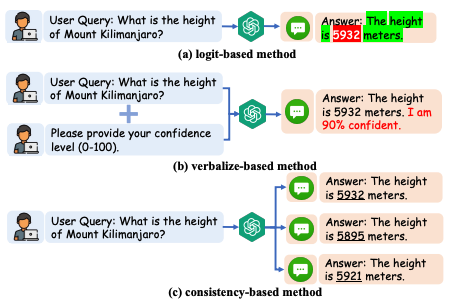 User Query: What is the height
of Mount Kilimanjaro?
Answer: The height
is 5932 meters.
(a) logit-based method
User Query: What is the height
of Mount Kilimanjaro?
Please provide your confidence
level (0-100).
Answer: The height
is 5932 meters. I am
90% confident.
(b) verbalize-based method
User Query: What is the height
of Mount Kilimanjaro?
Answer: The height
is 5932 meters.
Answer: The height
is 5895 meters.
Answer: The height
is 5921 meters.
(c) consistency-based method